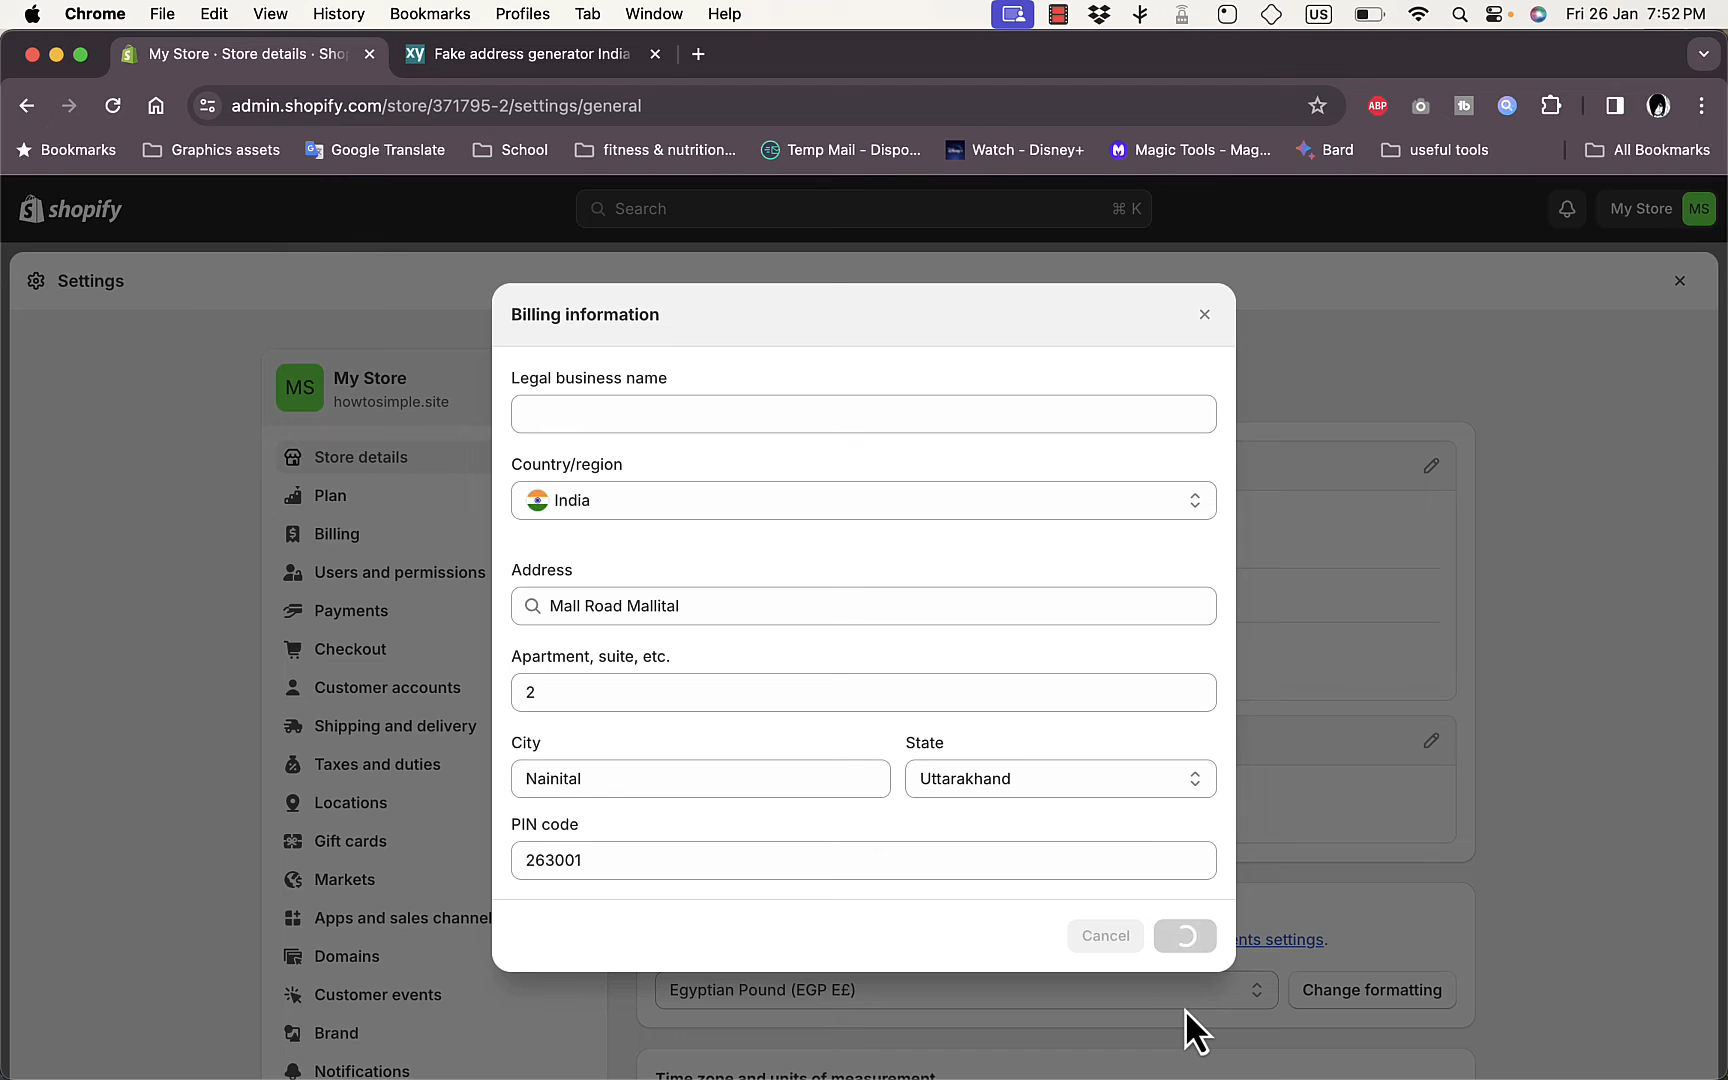 Chrome File Edit View History Bookmarks Profiles Tab Window Help US Fri 26 Jan 7:52 PM
My Store · Store details · Shop XY Fake address generator India
admin.shopify.com/store/371795-2/settings/general ABP tb
Bookmarks Graphics assets Google Translate School fitness & nutrition... Temp Mail - Dispo... Watch - Disney+ Magic Tools - Mag... Bard useful tools All Bookmarks
shopify Search ⌘ K My Store MS
Settings
Billing information
MS My Store
howtosimple.site
Store details
Plan
Billing
Users and permissions
Payments
Checkout
Customer accounts
Shipping and delivery
Taxes and duties
Locations
Gift cards
Markets
Apps and sales channel
Domains
Customer events
Brand
Notifications
Legal business name
Country/region
India
Address
Mall Road Mallital
Apartment, suite, etc.
2
City State
Nainital Uttarakhand
PIN code
263001
Cancel
nts settings.
Egyptian Pound (EGP E£) Change formatting
Time zone and units of measurement